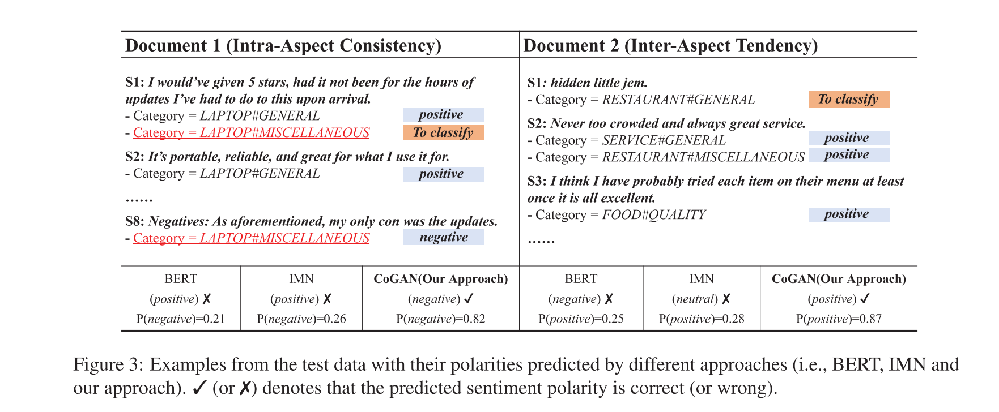 Document 1 (Intra-Aspect Consistency)
S1: I would’ve given 5 stars, had it not been for the hours of
updates I’ve had to do to this upon arrival.
- Category = LAPTOP#GENERAL positive
- Category = LAPTOP#MISCELLANEOUS To classify
S2: It’s portable, reliable, and great for what I use it for.
- Category = LAPTOP#GENERAL positive
……
S8: Negatives: As aforementioned, my only con was the updates.
- Category = LAPTOP#MISCELLANEOUS negative
Document 2 (Inter-Aspect Tendency)
S1: hidden little jem.
- Category = RESTAURANT#GENERAL To classify
S2: Never too crowded and always great service.
- Category = SERVICE#GENERAL positive
- Category = RESTAURANT#MISCELLANEOUS positive
S3: I think I have probably tried each item on their menu at least
once it is all excellent.
- Category = FOOD#QUALITY positive
……
BERT
(positive) ✗
P(negative)=0.21
IMN
(positive) ✗
P(negative)=0.26
CoGAN(Our Approach)
(negative) ✓
P(negative)=0.82
BERT
(negative) ✗
P(positive)=0.25
IMN
(neutral) ✗
P(positive)=0.28
CoGAN(Our Approach)
(positive) ✓
P(positive)=0.87
Figure 3: Examples from the test data with their polarities predicted by different approaches (i.e., BERT, IMN and
our approach). ✓ (or ✗) denotes that the predicted sentiment polarity is correct (or wrong).